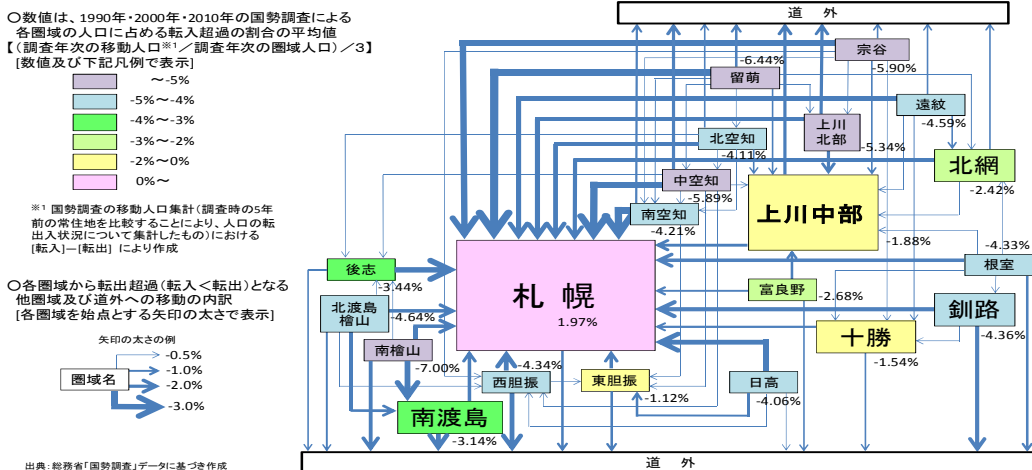 ○数値は、1990年・2000年・2010年の国勢調査による
各圏域の人口に占める転入超過の割合の平均値
【(調査年次の移動人口※1/調査年次の圏域人口)/3】
[数値及び下記凡例で表示]
～-5%
-5%～-4%
-4%～-3%
-3%～-2%
-2%～0%
0%～
※1 国勢調査の移動人口集計(調査時の5年
前の常住地を比較することにより、人口の転
出入状況について集計したもの)における
[転入]―[転出] により作成
○各圏域から転出超過(転入<転出)となる
他圏域及び道外への移動の内訳
[各圏域を始点とする矢印の太さで表示]
矢印の太さの例
圏域名
-0.5%
-1.0%
-2.0%
-3.0%
出典:総務省「国勢調査」データに基づき作成
道 外
宗谷
-5.90%
留萌
-6.44%
遠紋
-4.59%
上川
北部
-5.34%
北空知
-4.11%
北網
-2.42%
中空知
-5.89%
上川中部
-1.88%
南空知
-4.21%
根室
-4.33%
後志
-3.44%
札 幌
1.97%
富良野
-2.68%
北渡島
檜山
-4.64%
釧路
-4.36%
十勝
-1.54%
南檜山
-7.00%
西胆振
-4.34%
東胆振
-1.12%
日高
-4.06%
南渡島
-3.14%
道 外